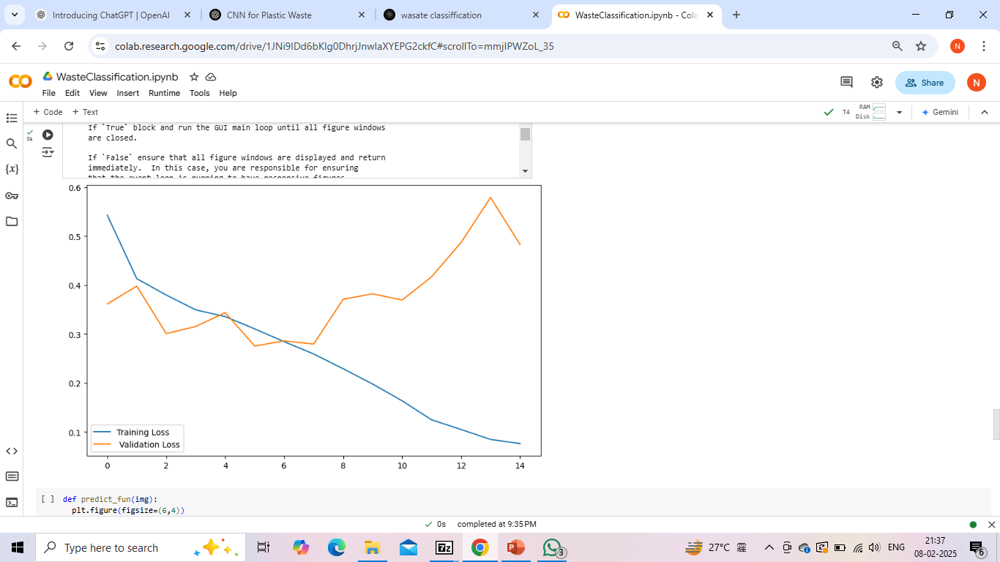 Introducing ChatGPT | OpenAI
CNN for Plastic Waste
wasate classiffication
WasteClassification.ipynb - Cola
colab.research.google.com/drive/1JNi9IDd6bKlg0DhrjJnwlaXYEPG2ckfC#scrollTo=mmjIPWZoL_35
N
WasteClassification.ipynb
File Edit View Insert Runtime Tools Help
Share
N
+ Code + Text
T4 RAM
Disk
Gemini
0s
If `True` block and run the GUI main loop until all figure windows
are closed.
If `False` ensure that all figure windows are displayed and return
immediately.  In this case, you are responsible for ensuring
that the event loop is running to have responsive figures.
{x}
0.6
0.5
0.4
0.3
0.2
0.1
Training Loss
Validation Loss
0 2 4 6 8 10 12 14
[ ] def predict_fun(img):
plt.figure(figsize=(6,4))
0s completed at 9:35 PM
Type here to search
7z
3
27°C
ENG
21:37
08-02-2025
6